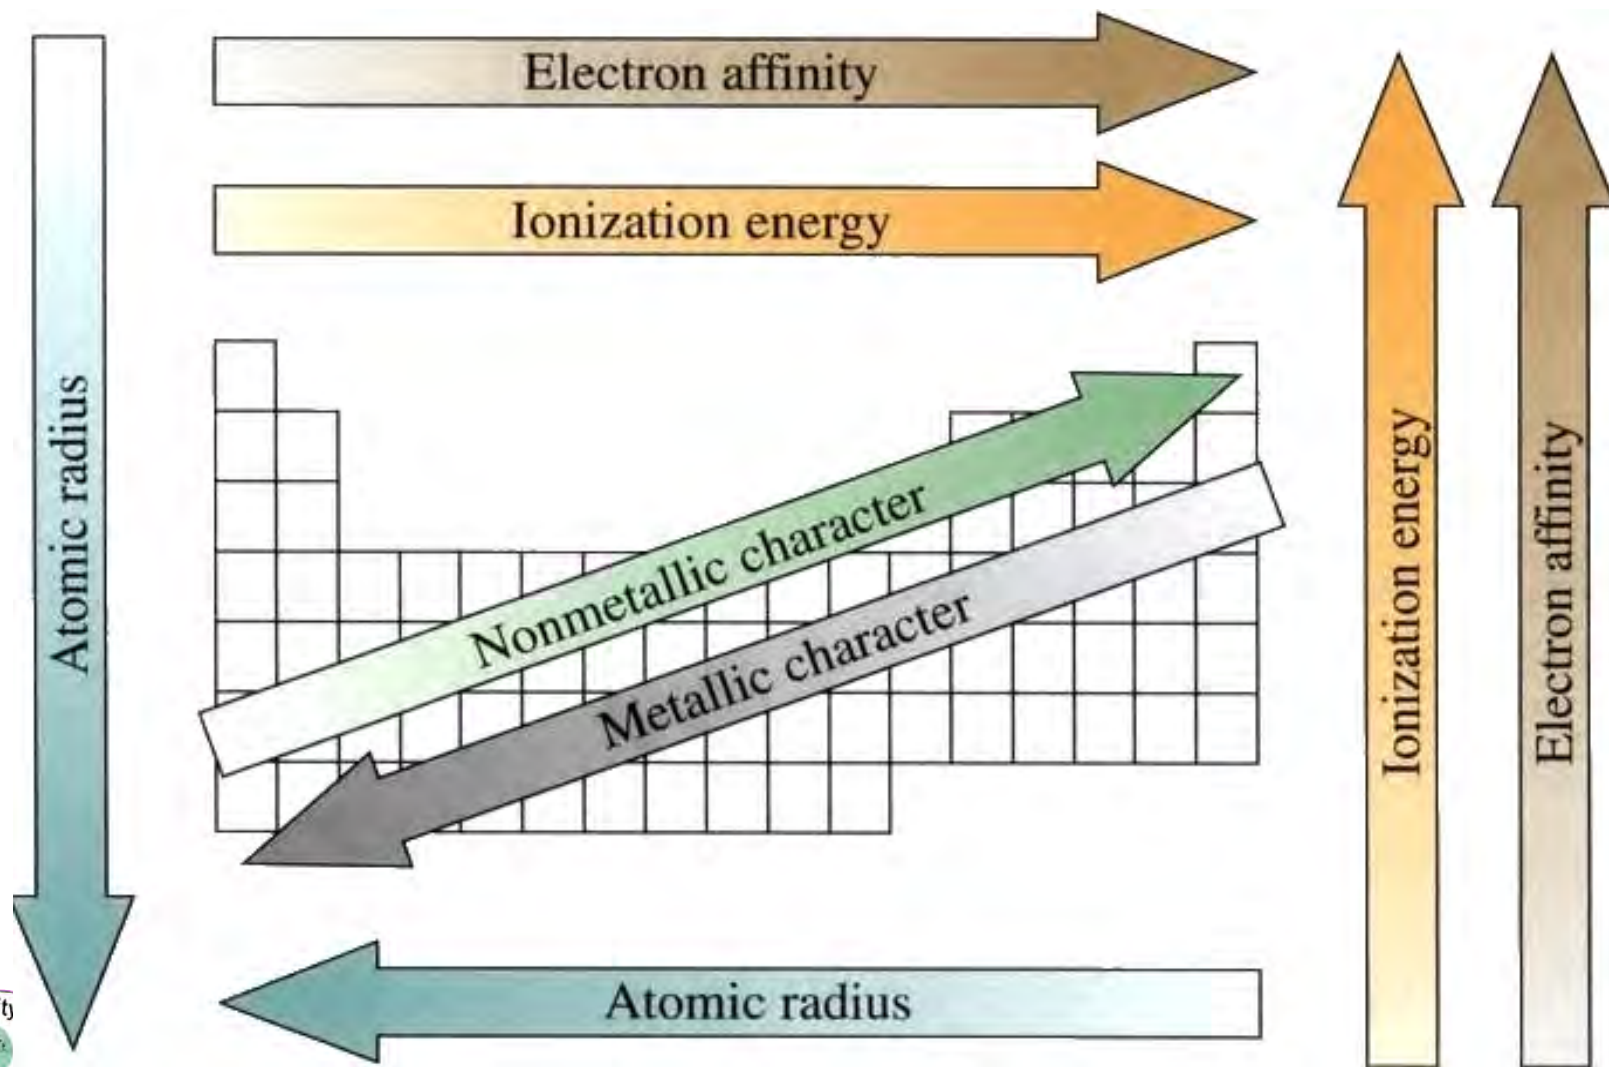 Electron affinity
Ionization energy
Atomic radius
Nonmetallic character
Metallic character
Ionization energy
Electron affinity
Atomic radius